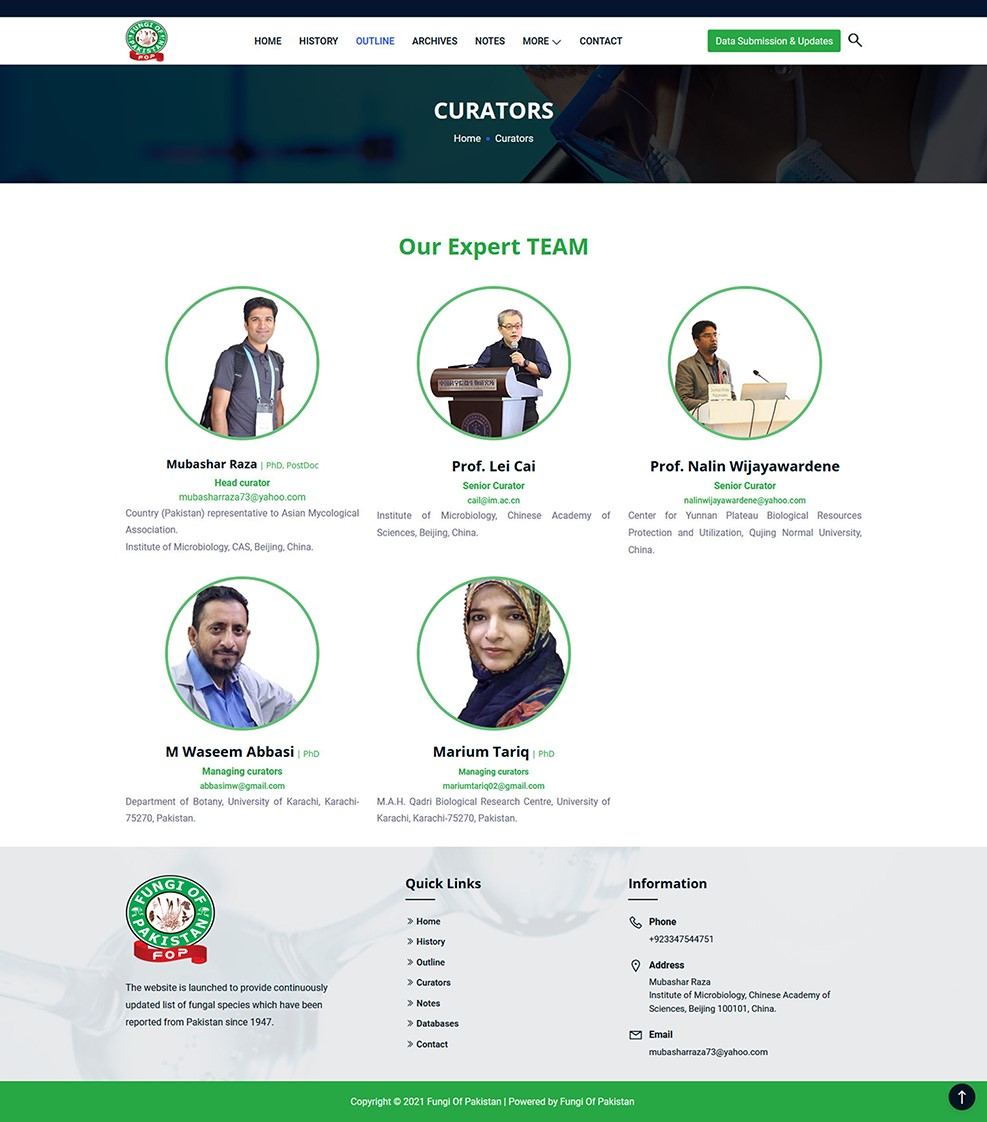 FUNGI OF PAKISTAN
FOP
HOME HISTORY OUTLINE ARCHIVES NOTES MORE CONTACT
Data Submission & Updates
CURATORS
Home • Curators
Our Expert TEAM
Mubashar Raza | PhD, PostDoc
Head curator
mubasharraza73@yahoo.com
Country (Pakistan) representative to Asian Mycological
Association.
Institute of Microbiology, CAS, Beijing, China.
Prof. Lei Cai
Senior Curator
cail@im.ac.cn
Institute of Microbiology, Chinese Academy of
Sciences, Beijing, China.
Prof. Nalin Wijayawardene
Senior Curator
nalinwijayawardene@yahoo.com
Center for Yunnan Plateau Biological Resources
Protection and Utilization, Qujing Normal University,
China.
M Waseem Abbasi | PhD
Managing curators
abbasimw@gmail.com
Department of Botany, University of Karachi, Karachi-
75270, Pakistan.
Marium Tariq | PhD
Managing curators
mariumtariq02@gmail.com
M.A.H. Qadri Biological Research Centre, University of
Karachi, Karachi-75270, Pakistan.
FUNGI OF PAKISTAN
FOP
The website is launched to provide continuously
updated list of fungal species which have been
reported from Pakistan since 1947.
Quick Links
Home
History
Outline
Curators
Notes
Databases
Contact
Information
Phone
+923347544751
Address
Mubashar Raza
Institute of Microbiology, Chinese Academy of
Sciences, Beijing 100101, China.
Email
mubasharraza73@yahoo.com
Copyright © 2021 Fungi Of Pakistan | Powered by Fungi Of Pakistan